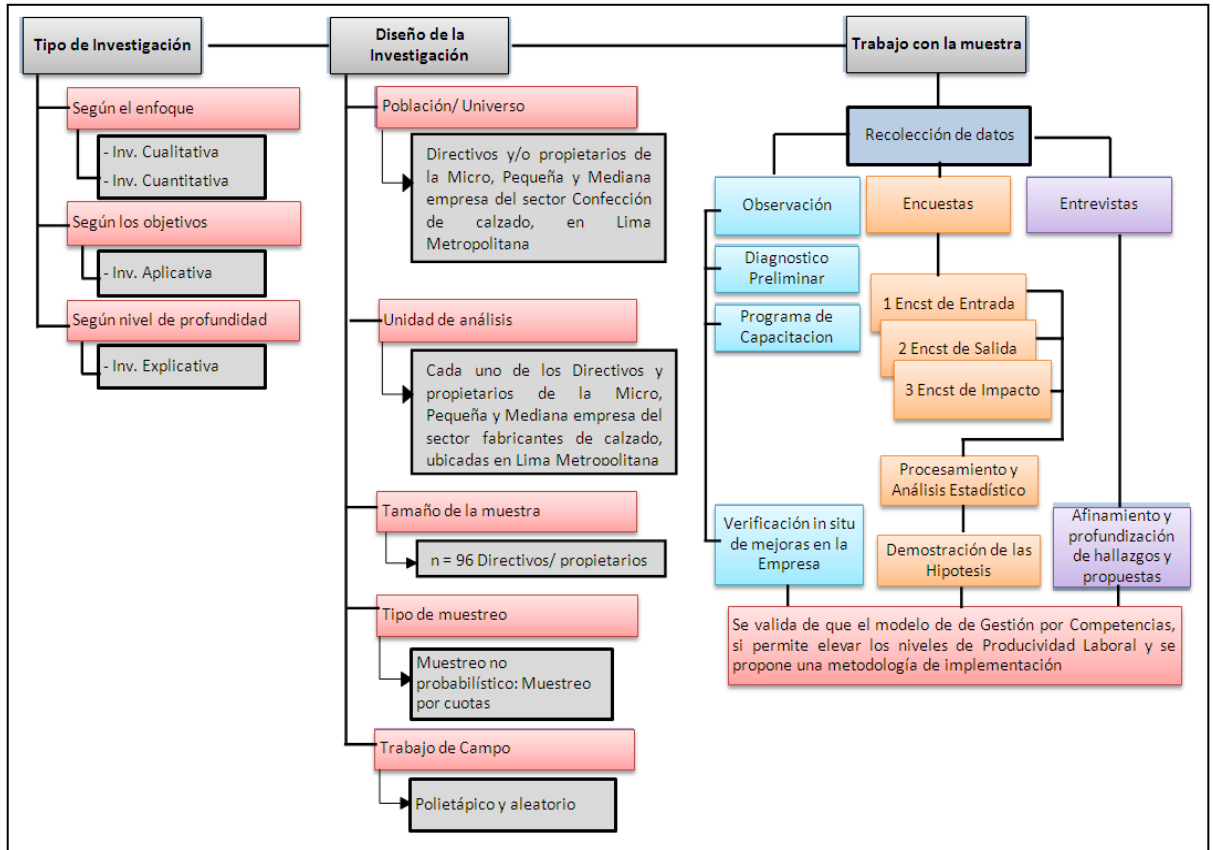 Tipo de Investigación
Según el enfoque
- Inv. Cualitativa
- Inv. Cuantitativa
Según los objetivos
- Inv. Aplicativa
Según nivel de profundidad
- Inv. Explicativa
Diseño de la
Investigación
Población/ Universo
Directivos y/o propietarios de
la Micro, Pequeña y Mediana
empresa del sector Confección
de calzado, en Lima
Metropolitana
Unidad de análisis
Cada uno de los Directivos y
propietarios de la Micro,
Pequeña y Mediana empresa del
sector fabricantes de calzado,
ubicadas en Lima Metropolitana
Tamaño de la muestra
n = 96 Directivos/ propietarios
Tipo de muestreo
Muestreo no
probabilístico: Muestreo
por cuotas
Trabajo de Campo
Polietápico y aleatorio
Trabajo con la muestra
Recolección de datos
Observación
Diagnostico
Preliminar
Programa de
Capacitacion
Verificación in situ
de mejoras en la
Empresa
Encuestas
1 Encst de Entrada
2 Encst de Salida
3 Encst de Impacto
Procesamiento y
Análisis Estadístico
Demostración de las
Hipotesis
Entrevistas
Afinamiento y
profundización
de hallazgos y
propuestas
Se valida de que el modelo de de Gestión por Competencias,
si permite elevar los niveles de Producividad Laboral y se
propone una metodología de implementación